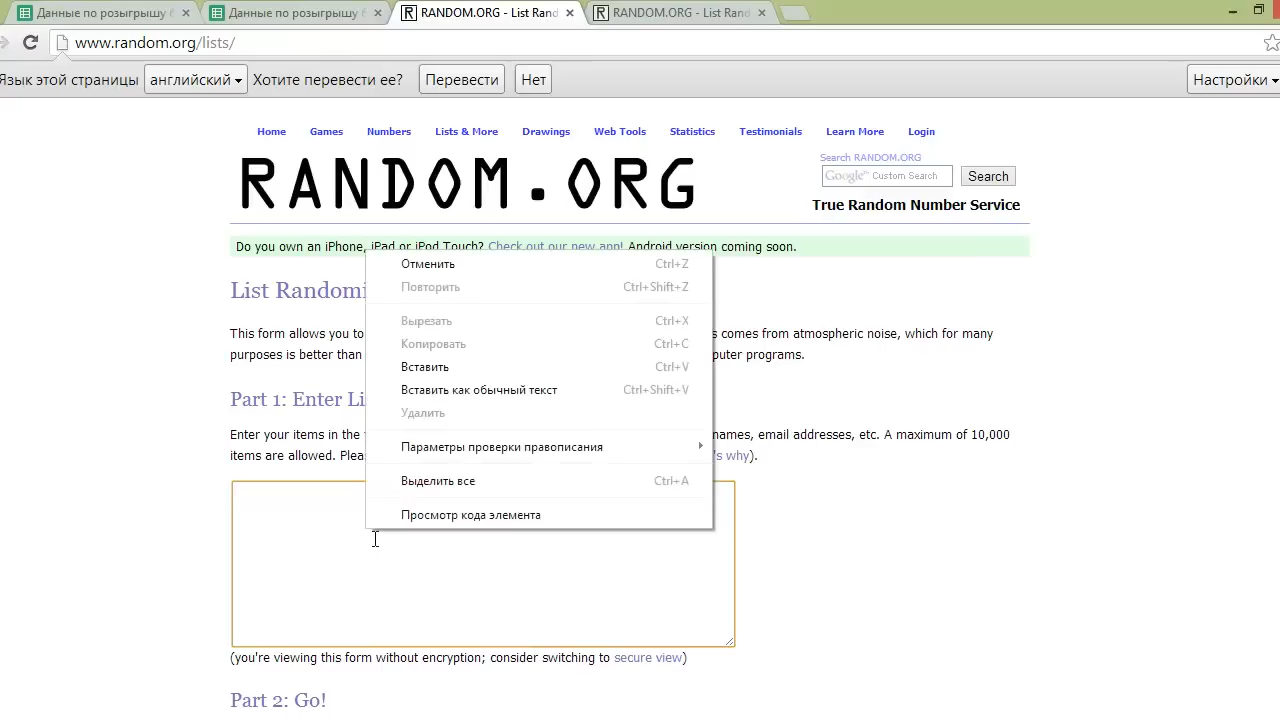 Данные по розыгрышу Данные по розыгрышу RANDOM.ORG - List Rand RANDOM.ORG - List Rand
www.random.org/lists/
Язык этой страницы английский Хотите перевести ее? Перевести Нет Настройки
Home Games Numbers Lists & More Drawings Web Tools Statistics Testimonials Learn More Login
RANDOM.ORG
Search RANDOM.ORG
Google™ Custom Search Search
True Random Number Service
Do you own an iPhone, iPad or iPod Touch? Check out our new app! Android version coming soon.
List Randomi
This form allows you to s comes from atmospheric noise, which for many
purposes is better than puter programs.
Part 1: Enter Li
Enter your items in the names, email addresses, etc. A maximum of 10,000
items are allowed. Plea 's why).
Отменить Ctrl+Z
Повторить Ctrl+Shift+Z
Вырезать Ctrl+X
Копировать Ctrl+C
Вставить Ctrl+V
Вставить как обычный текст Ctrl+Shift+V
Удалить
Параметры проверки правописания
Выделить все Ctrl+A
Просмотр кода элемента
(you're viewing this form without encryption; consider switching to secure view)
Part 2: Go!